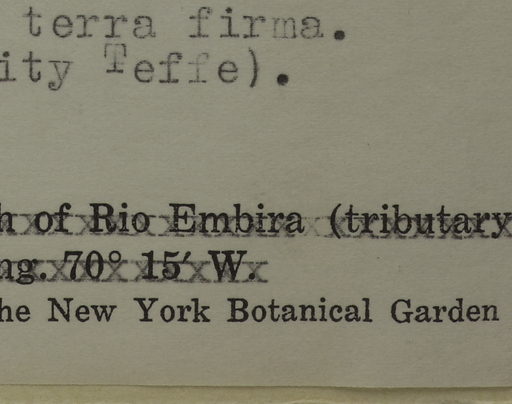 terra firma.
ity Teffe).
h of Rio Embira (tributary
ng. 70° 15′ W.
he New York Botanical Garden